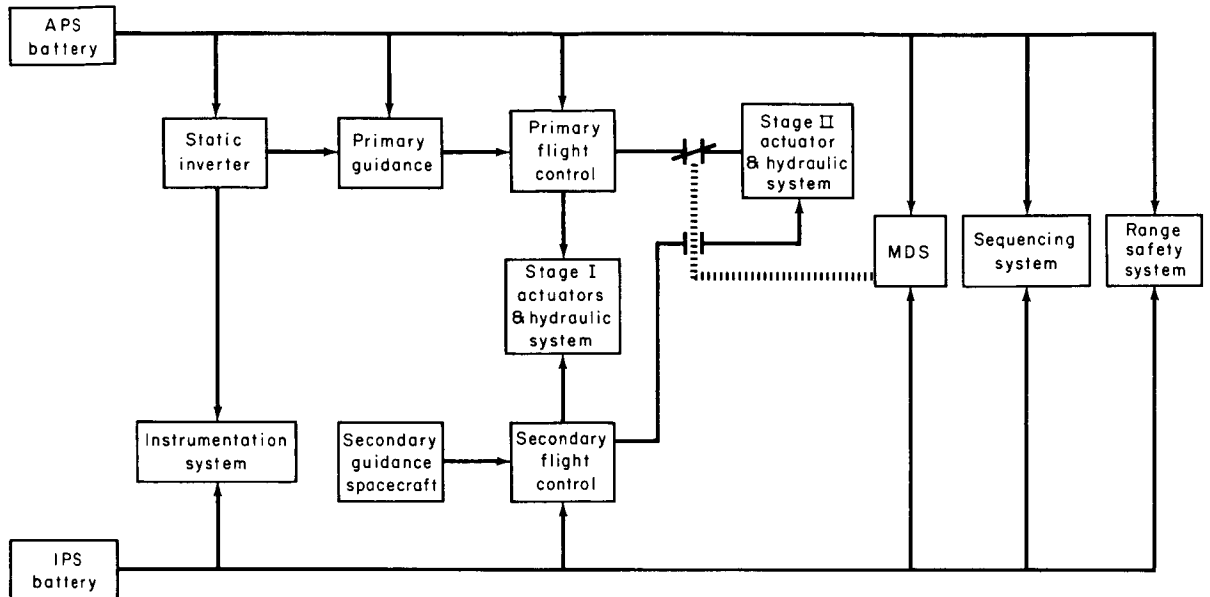 APS
battery
Static
inverter
Primary
guidance
Primary
flight
control
Stage II
actuator
& hydraulic
system
MDS
Sequencing
system
Range
safety
system
Stage I
actuators
& hydraulic
system
Instrumentation
system
Secondary
guidance
spacecraft
Secondary
flight
control
IPS
battery